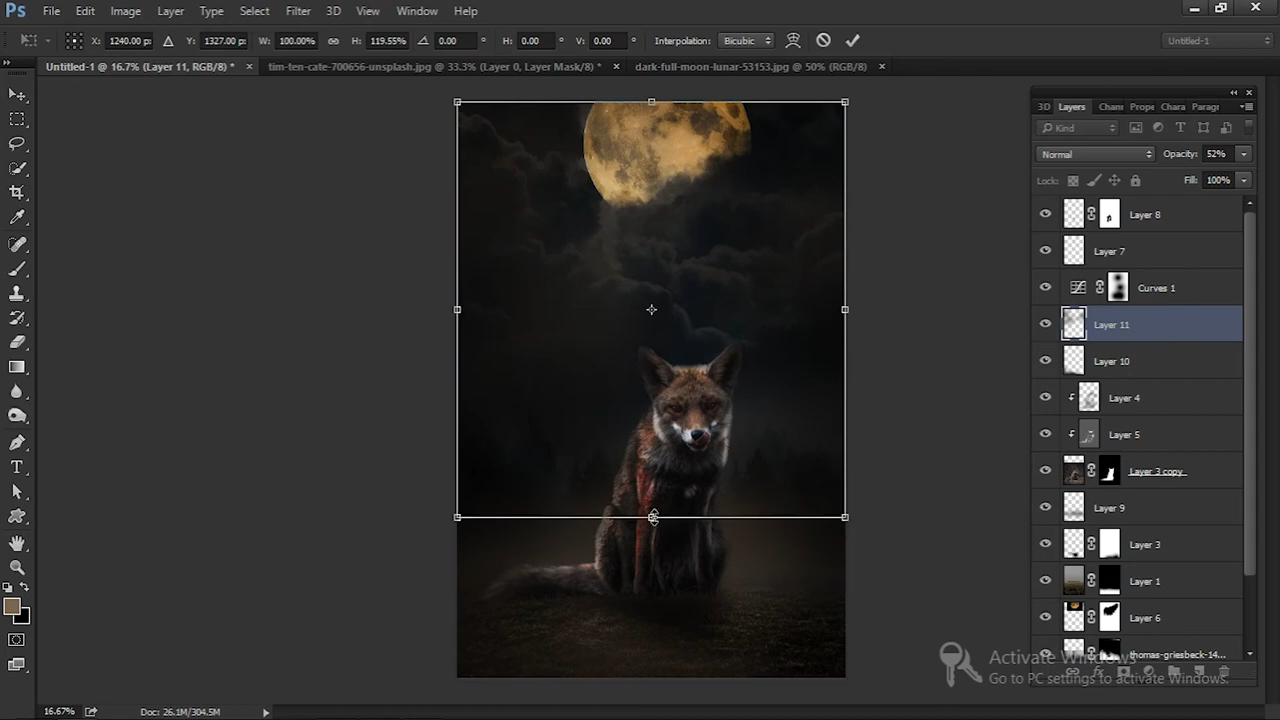 Ps File Edit Image Layer Type Select Filter 3D View Window Help
X: 1240.00 px Y: 1327.00 px W: 100.00% H: 119.55% 0.00 ° H: 0.00 ° V: 0.00 ° Interpolation: Bicubic Untitled-1
Untitled-1 @ 16.7% (Layer 11, RGB/8) * × tim-ten-cate-700656-unsplash.jpg @ 33.3% (Layer 0, Layer Mask/8) * × dark-full-moon-lunar-53153.jpg @ 50% (RGB/8) ×
3D Layers Chann Prope Chara Paragr
Kind
Normal Opacity: 52%
Lock: Fill: 100%
Layer 8
Layer 7
Curves 1
Layer 11
Layer 10
Layer 4
Layer 5
Layer 3 copy
Layer 9
Layer 3
Layer 1
Layer 6
thomas-griesbeck-14...
Activate Windows
Go to PC settings to activate Windows.
16.67% Doc: 26.1M/304.5M